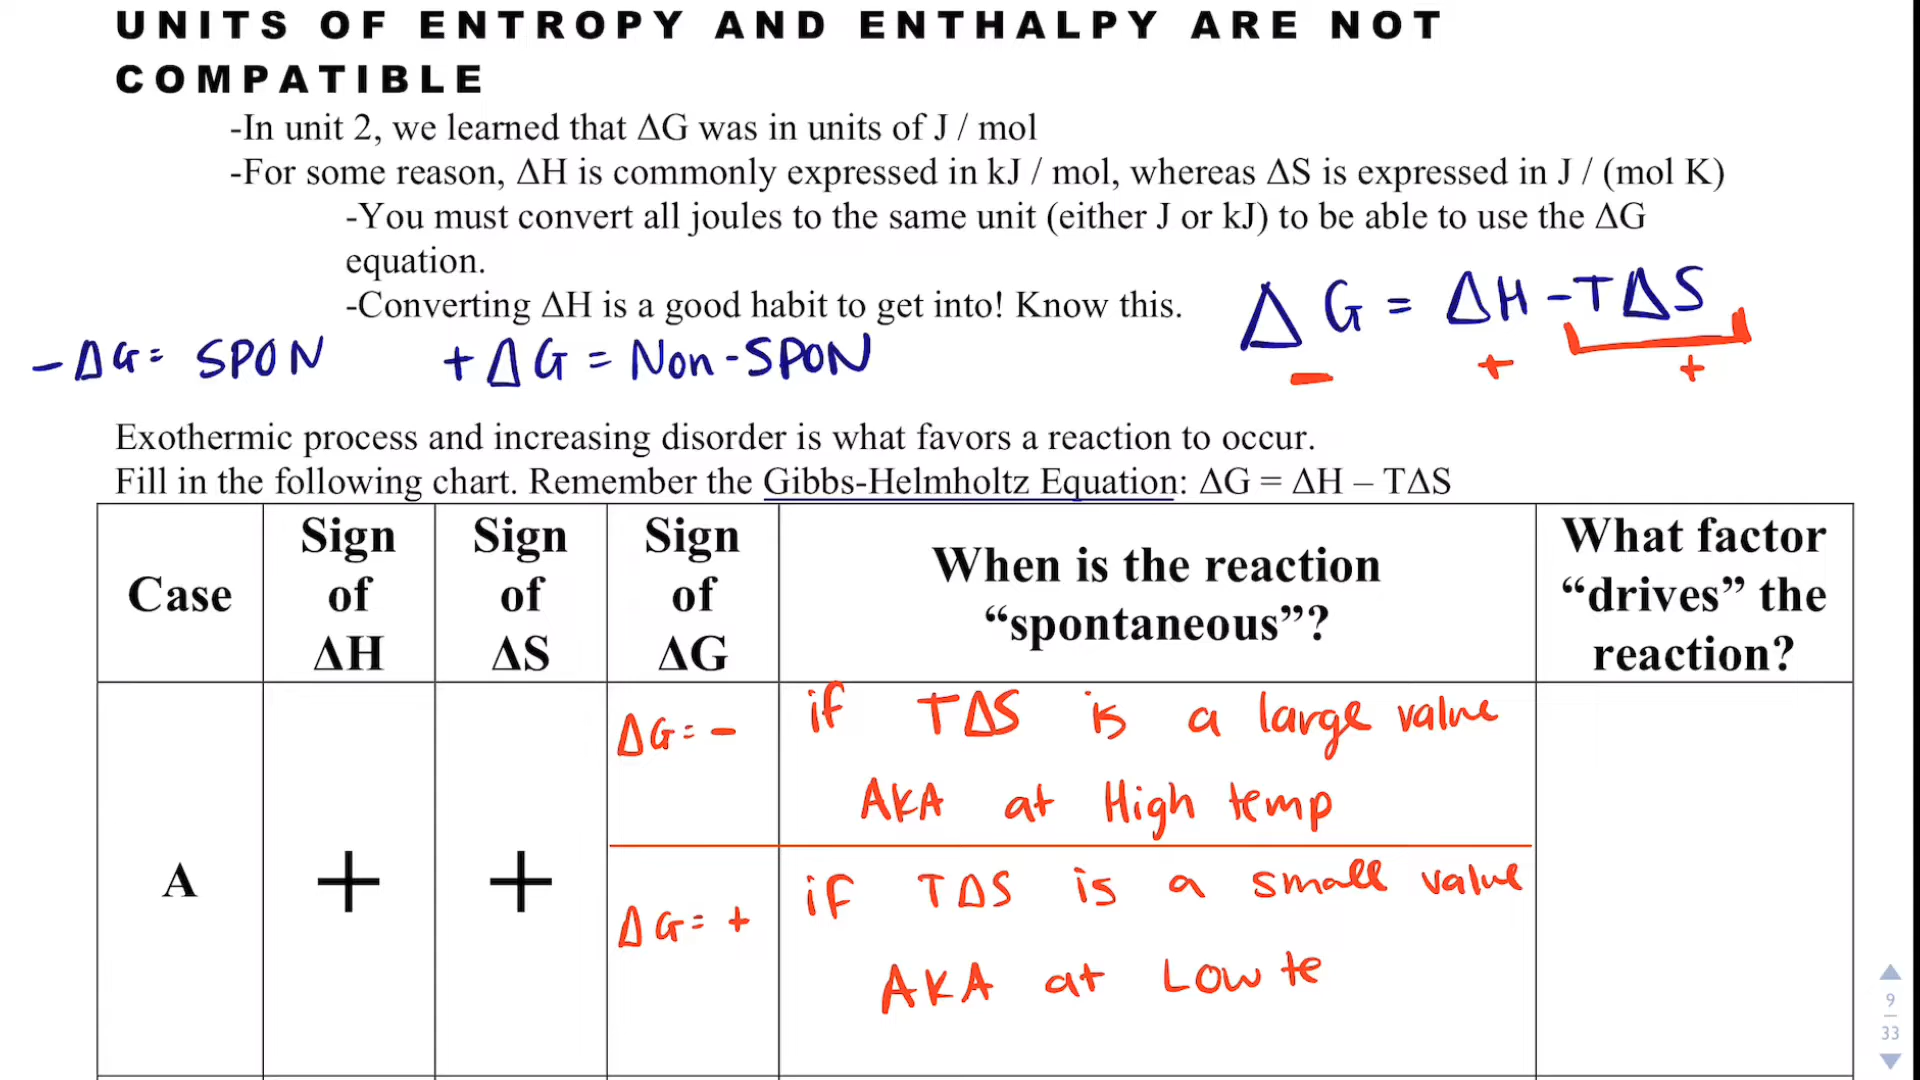 UNITS OF ENTROPY AND ENTHALPY ARE NOT
COMPATIBLE
-In unit 2, we learned that ΔG was in units of J / mol
-For some reason, ΔH is commonly expressed in kJ / mol, whereas ΔS is expressed in J / (mol K)
-You must convert all joules to the same unit (either J or kJ) to be able to use the ΔG
equation.
-Converting ΔH is a good habit to get into! Know this.
ΔG = ΔH - TΔS
- + +
-ΔG = SPON +ΔG = Non-SPON
Exothermic process and increasing disorder is what favors a reaction to occur.
Fill in the following chart. Remember the Gibbs-Helmholtz Equation: ΔG = ΔH – TΔS
Case
Sign
of
ΔH
Sign
of
ΔS
Sign
of
ΔG
When is the reaction
“spontaneous”?
What factor
“drives” the
reaction?
A
+
+
ΔG = -
if TΔS is a large value
AKA at High temp
ΔG = +
if TΔS is a small value
AKA at Low te
9
33